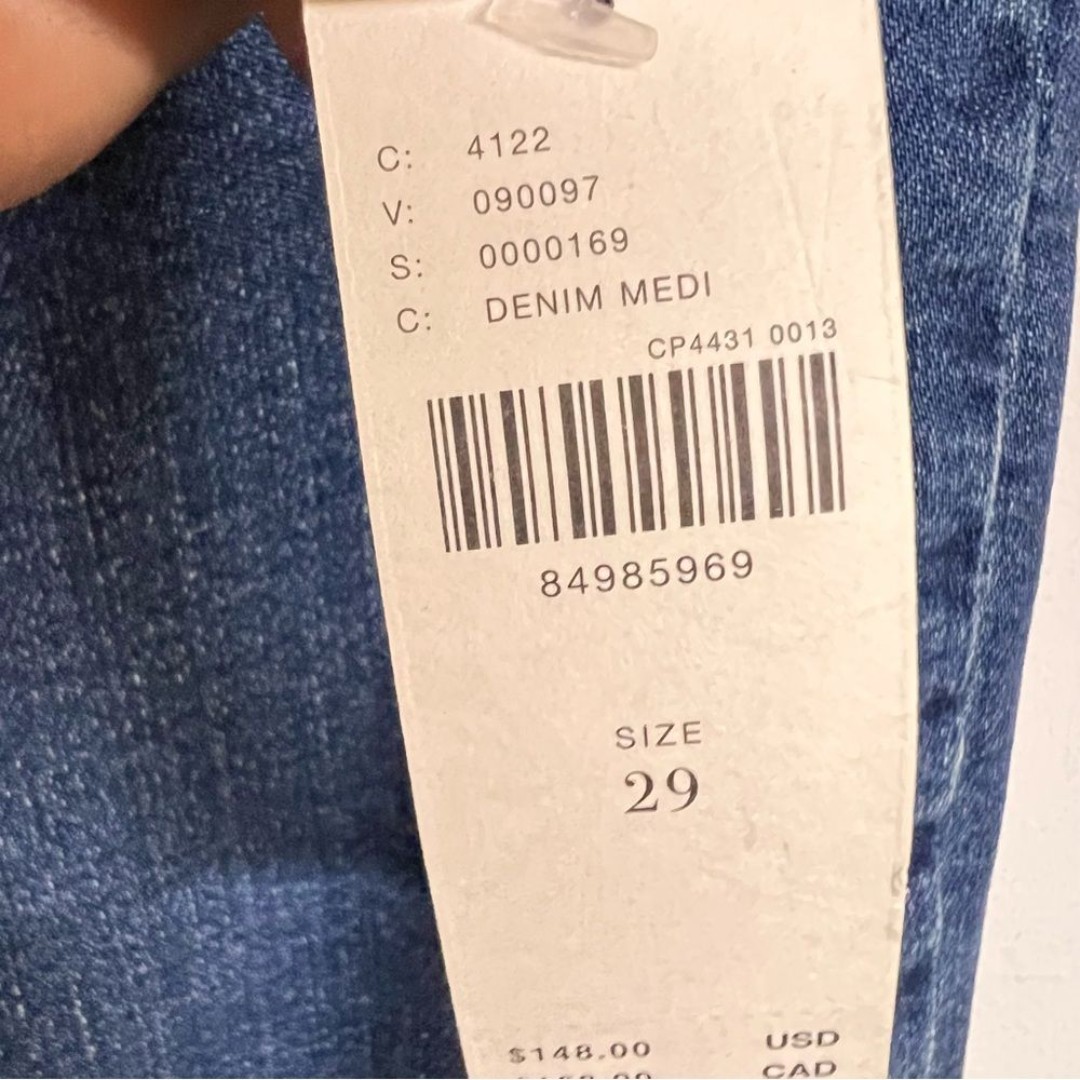 C: 4122
V: 090097
S: 0000169
C: DENIM MEDI
CP4431 0013
84985969
SIZE
29
$148.00 USD
CAD